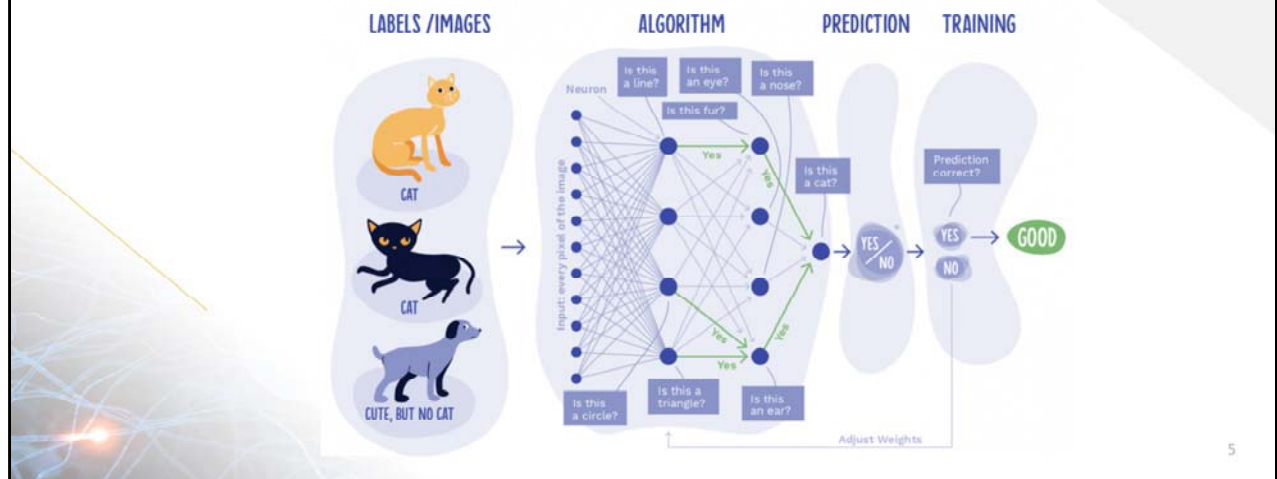 LABELS /IMAGES
ALGORITHM
PREDICTION
TRAINING
CAT
CAT
CUTE, BUT NO CAT
Neuron
Input: every pixel of the image
Is this
a line?
Is this
an eye?
Is this
a nose?
Is this fur?
Yes
Yes
Yes
Yes
Yes
Is this
a circle?
Is this a
triangle?
Is this
an ear?
Is this
a cat?
YES/
NO
Prediction
correct?
YES
NO
GOOD
Adjust Weights
5